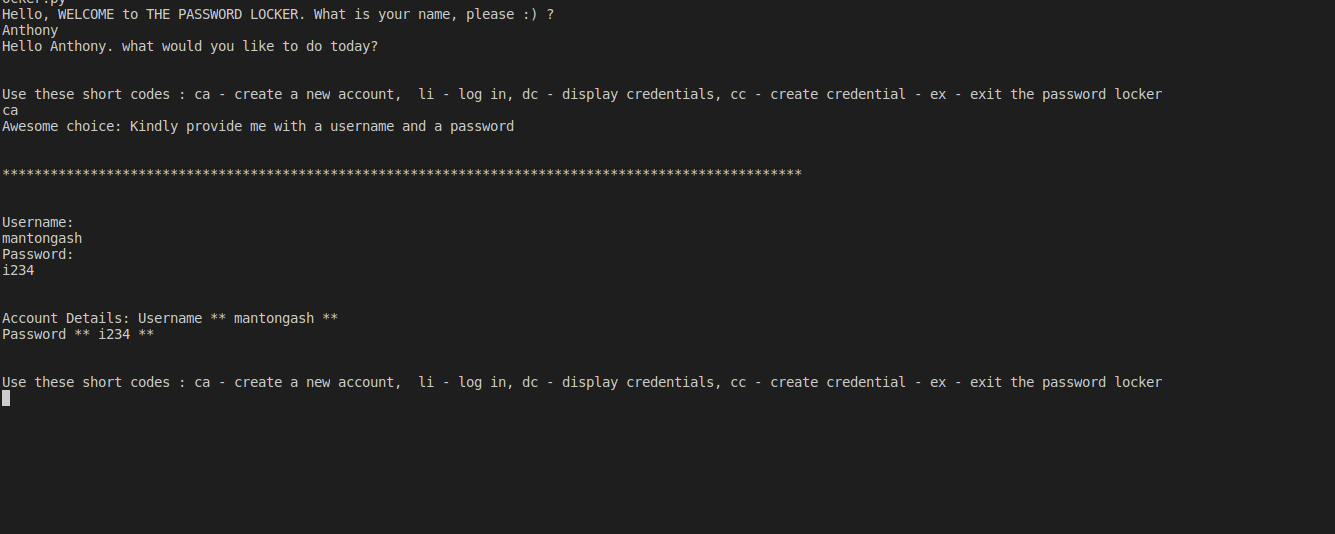 ocker.py
Hello, WELCOME to THE PASSWORD LOCKER. What is your name, please :) ?
Anthony
Hello Anthony. what would you like to do today?
Use these short codes : ca - create a new account,  li - log in, dc - display credentials, cc - create credential - ex - exit the password locker
ca
Awesome choice: Kindly provide me with a username and a password
****************************************************************************************************
Username:
mantongash
Password:
i234
Account Details: Username ** mantongash **
Password ** i234 **
Use these short codes : ca - create a new account,  li - log in, dc - display credentials, cc - create credential - ex - exit the password locker